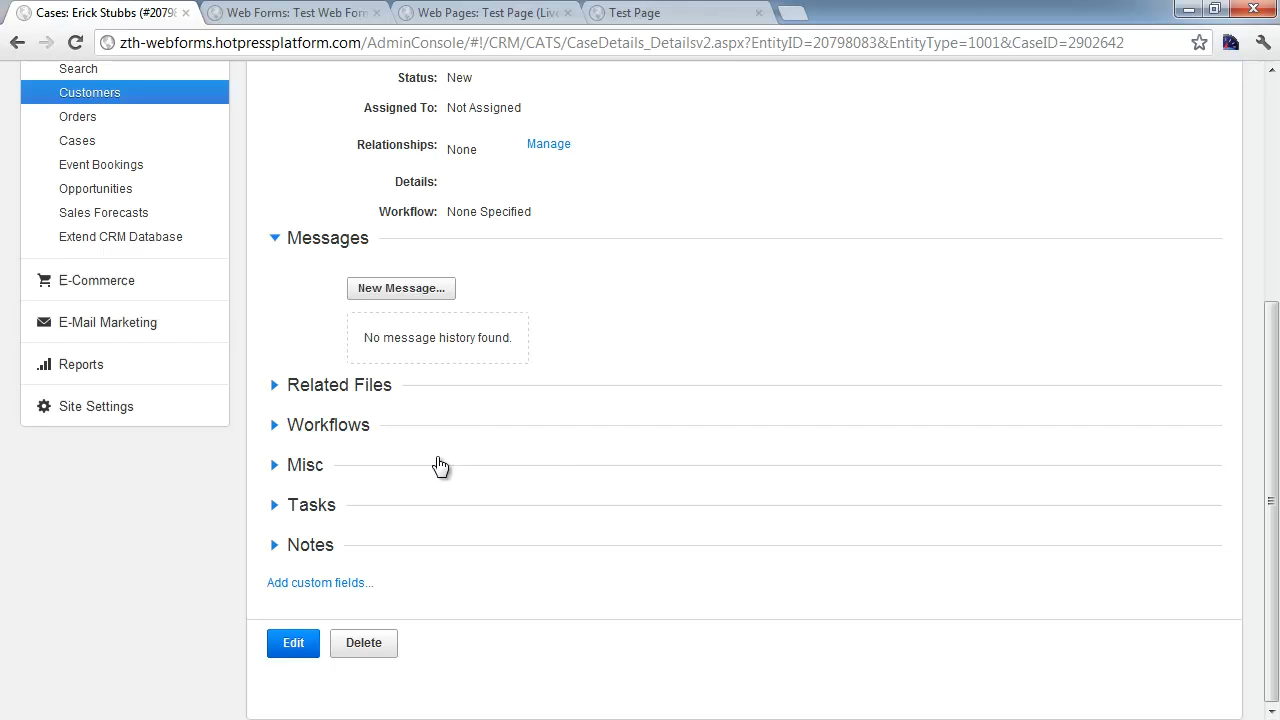 Cases: Erick Stubbs (#2079
Web Forms: Test Web Form
Web Pages: Test Page (Live
Test Page
zth-webforms.hotpressplatform.com/AdminConsole/#!/CRM/CATS/CaseDetails_Detailsv2.aspx?EntityID=20798083&EntityType=1001&CaseID=2902642
Search
Customers
Orders
Cases
Event Bookings
Opportunities
Sales Forecasts
Extend CRM Database
E-Commerce
E-Mail Marketing
Reports
Site Settings
Status: New
Assigned To: Not Assigned
Relationships: None Manage
Details:
Workflow: None Specified
Messages
New Message...
No message history found.
Related Files
Workflows
Misc
Tasks
Notes
Add custom fields...
Edit Delete